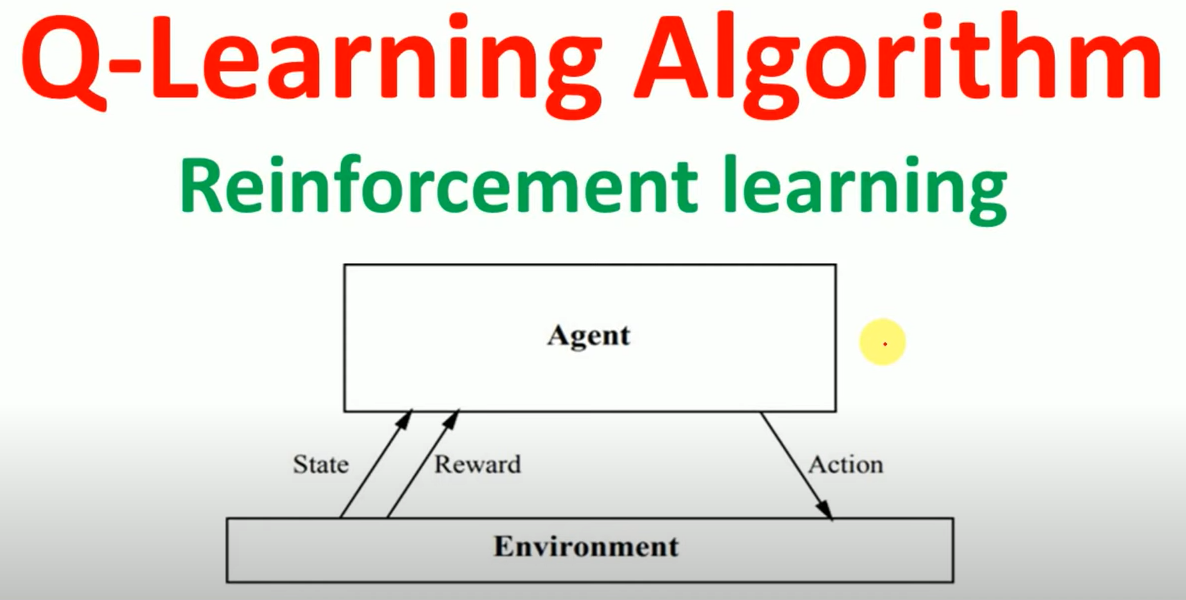 Q-Learning Algorithm
Reinforcement learning
Agent
State
Reward
Action
Environment